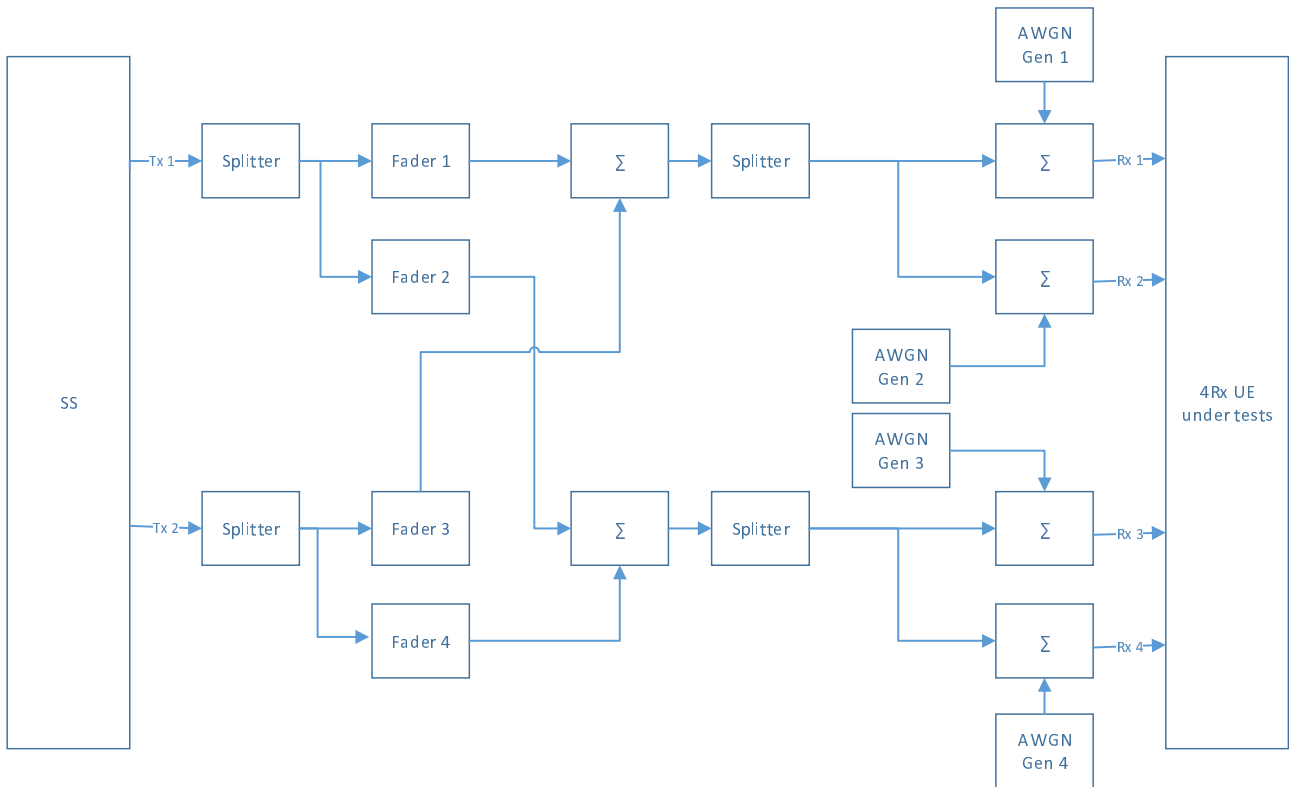 AWGN
Gen 1
Tx 1
Splitter
Fader 1
∑
Splitter
∑
Rx 1
Fader 2
∑
Rx 2
AWGN
Gen 2
SS
4Rx UE
under tests
AWGN
Gen 3
Tx 2
Splitter
Fader 3
∑
Splitter
∑
Rx 3
Fader 4
∑
Rx 4
AWGN
Gen 4